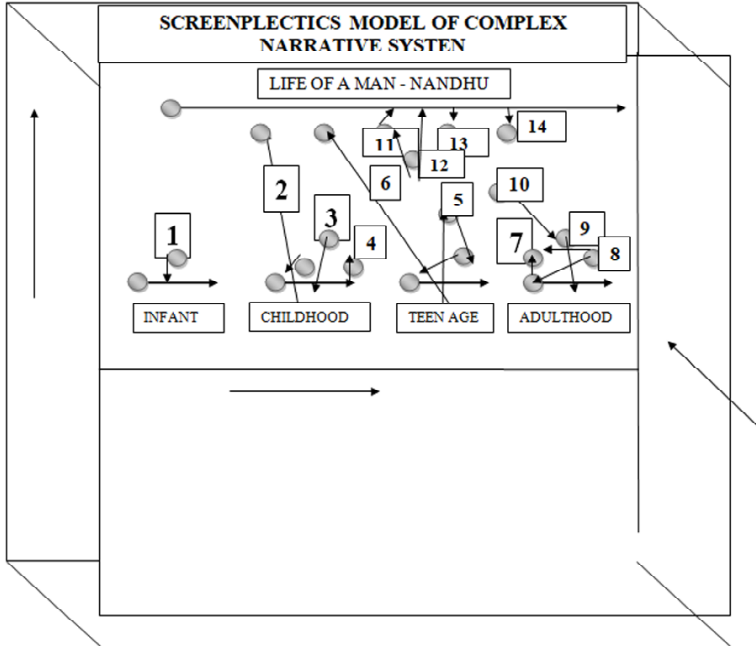 SCREENPLECTICS MODEL OF COMPLEX
NARRATIVE SYSTEN
LIFE OF A MAN - NANDHU
14
11
13
12
2
6
10
5
3
1
4
7
9
8
INFANT
CHILDHOOD
TEEN AGE
ADULTHOOD